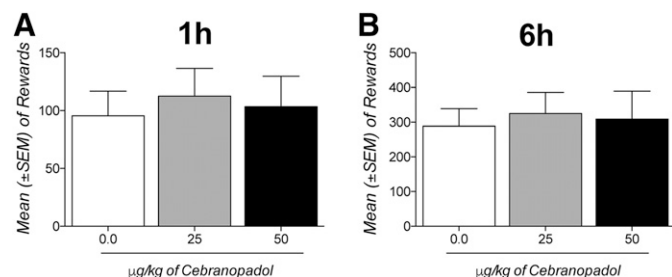 A
1h
Mean (±SEM) of Rewards
150
100
50
0
0.0
25
50
µg/kg of Cebranopadol
B
6h
Mean (±SEM) of Rewards
500
400
300
200
100
0
0.0
25
50
µg/kg of Cebranopadol